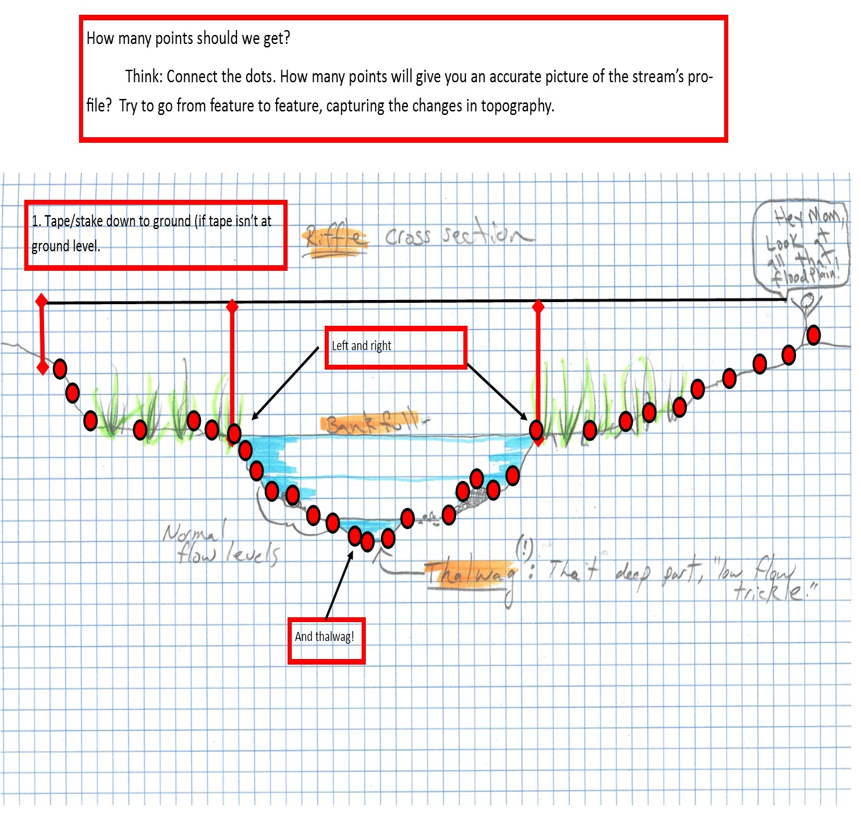 How many points should we get?
Think: Connect the dots. How many points will give you an accurate picture of the stream's pro-
file? Try to go from feature to feature, capturing the changes in topography.
1. Tape/stake down to ground (if tape isn't at
ground level.
Riffle cross section
Hey Mom,
Look at
all that
floodplain!
Left and right
Bankfull
Normal
flow levels
(!)
Thalwag: That deep part, "low flow
trickle."
And thalwag!